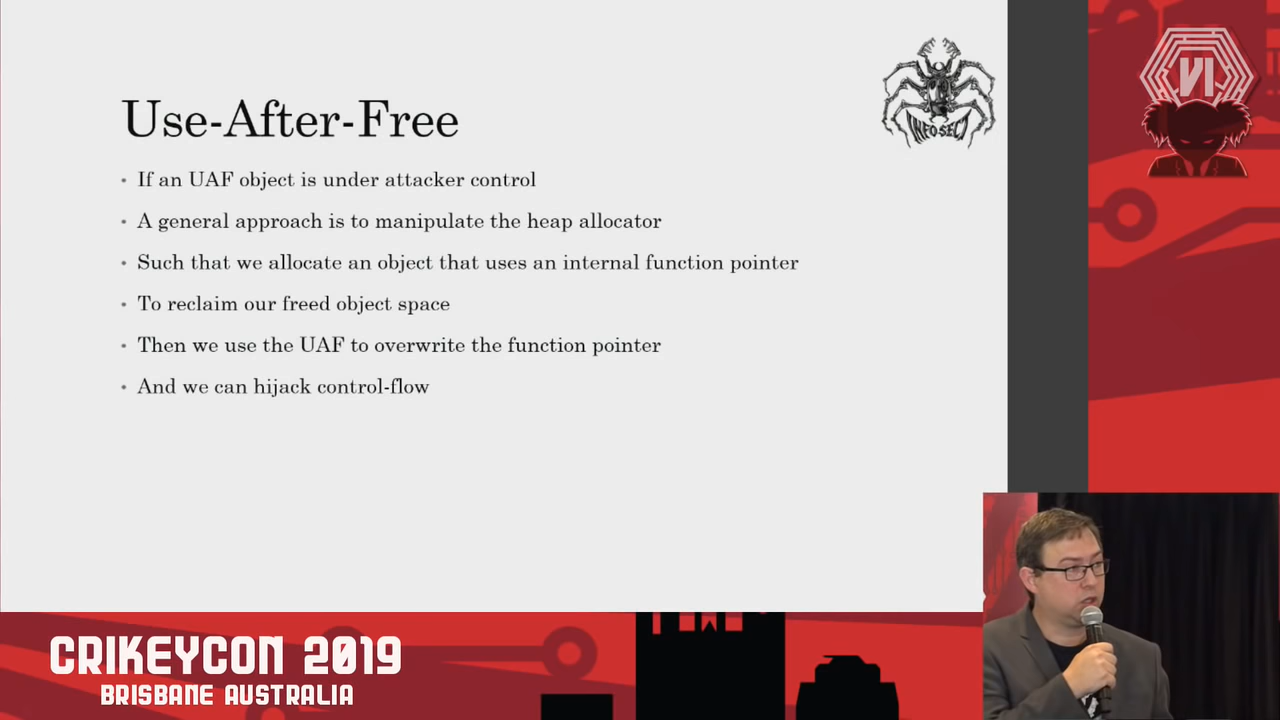 Use-After-Free
• If an UAF object is under attacker control
• A general approach is to manipulate the heap allocator
• Such that we allocate an object that uses an internal function pointer
• To reclaim our freed object space
• Then we use the UAF to overwrite the function pointer
• And we can hijack control-flow
INFOSECT
VI
CRIKEYCON 2019
BRISBANE AUSTRALIA